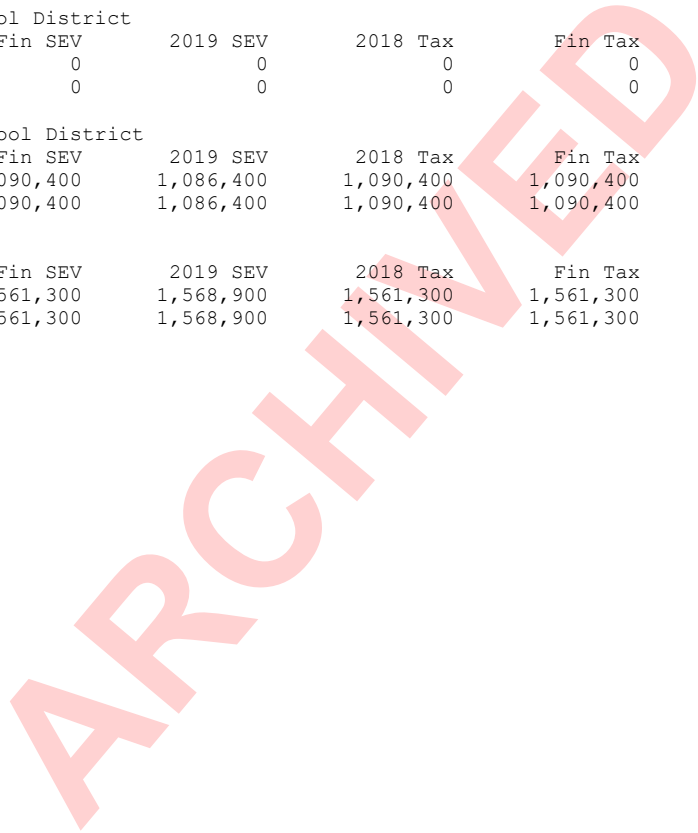 ol District
Fin SEV 2019 SEV 2018 Tax Fin Tax
0 0 0 0
0 0 0 0
ool District
Fin SEV 2019 SEV 2018 Tax Fin Tax
090,400 1,086,400 1,090,400 1,090,400
090,400 1,086,400 1,090,400 1,090,400
Fin SEV 2019 SEV 2018 Tax Fin Tax
561,300 1,568,900 1,561,300 1,561,300
561,300 1,568,900 1,561,300 1,561,300
ARCHIVED